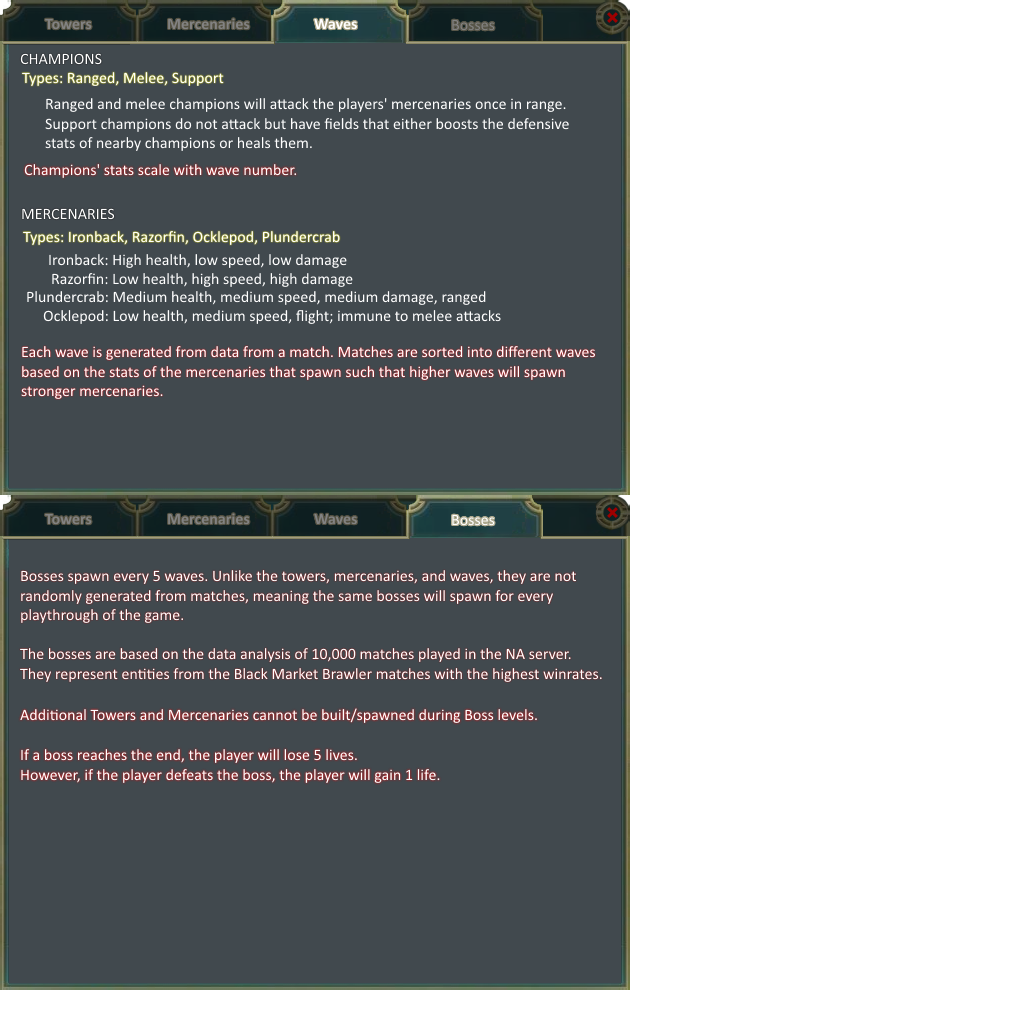 Towers
Mercenaries
Waves
Bosses
CHAMPIONS
Types: Ranged, Melee, Support
Ranged and melee champions will attack the players' mercenaries once in range.
Support champions do not attack but have fields that either boosts the defensive
stats of nearby champions or heals them.
Champions' stats scale with wave number.
MERCENARIES
Types: Ironback, Razorfin, Ocklepod, Plundercrab
Ironback: High health, low speed, low damage
Razorfin: Low health, high speed, high damage
Plundercrab: Medium health, medium speed, medium damage, ranged
Ocklepod: Low health, medium speed, flight; immune to melee attacks
Each wave is generated from data from a match. Matches are sorted into different waves
based on the stats of the mercenaries that spawn such that higher waves will spawn
stronger mercenaries.
Towers
Mercenaries
Waves
Bosses
Bosses spawn every 5 waves. Unlike the towers, mercenaries, and waves, they are not
randomly generated from matches, meaning the same bosses will spawn for every
playthrough of the game.
The bosses are based on the data analysis of 10,000 matches played in the NA server.
They represent entities from the Black Market Brawler matches with the highest winrates.
Additional Towers and Mercenaries cannot be built/spawned during Boss levels.
If a boss reaches the end, the player will lose 5 lives.
However, if the player defeats the boss, the player will gain 1 life.